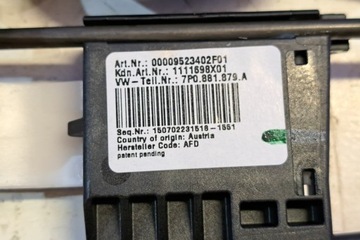 Art.Nr.: 00009523402F01
Kdn.Art.Nr.: 1111698X01
VW-Teil.Nr.: 7P0.881.879.A
Seq.Nr.: 150702231518-1551
Country of origin: Austria
Hersteller Code: AFD
patent pending